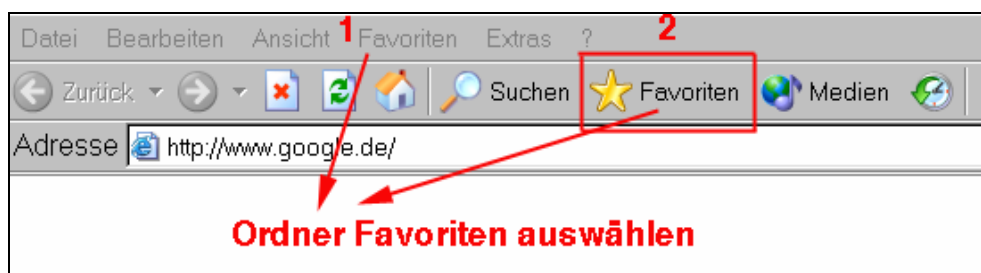 Datei Bearbeiten Ansicht 1 Favoriten Extras ? 2
Zurück Suchen Favoriten Medien
Adresse http://www.google.de/
Ordner Favoriten auswählen